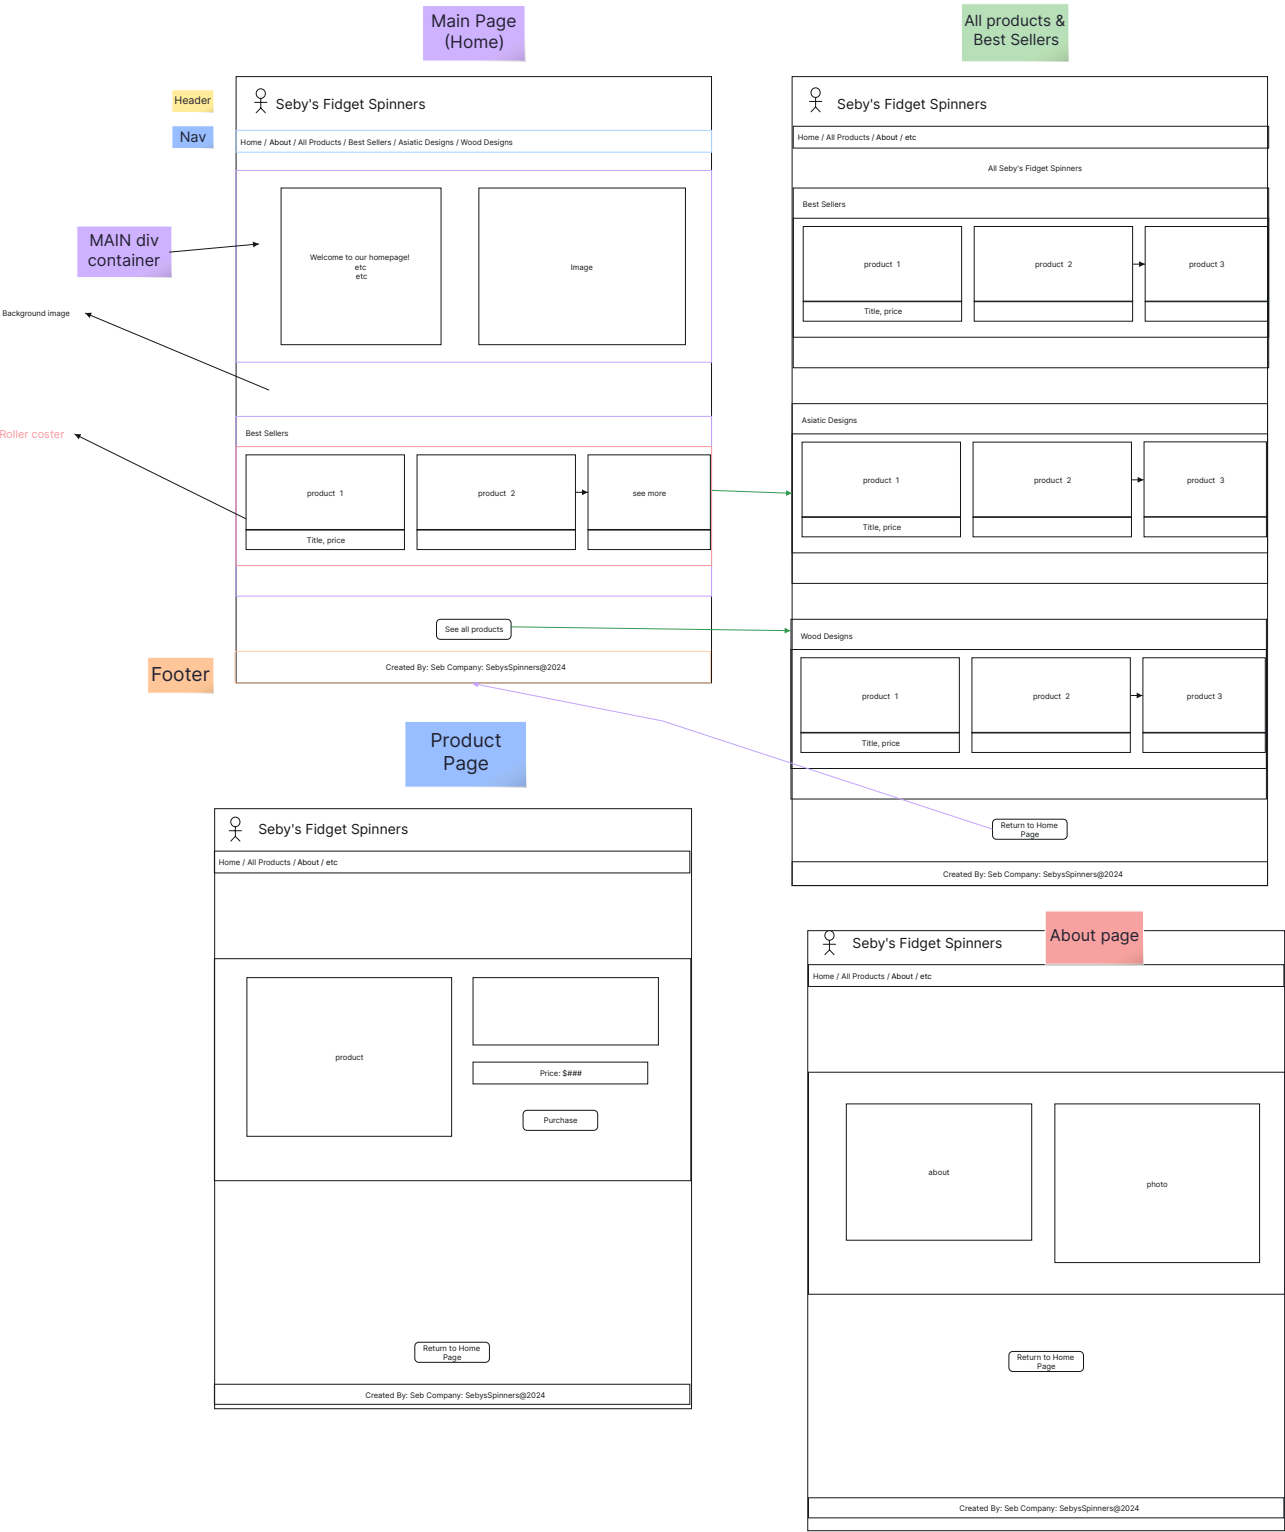 Main Page
(Home)
Header
Seby's Fidget Spinners
Nav
Home / About / All Products / Best Sellers / Asiatic Designs / Wood Designs
MAIN div
container
Welcome to our homepage!
etc
etc
Image
Background image
Roller coster
Best Sellers
product 1
product 2
see more
Title, price
See all products
Footer
Created By: Seb Company: SebysSpinners@2024
All products &
Best Sellers
Seby's Fidget Spinners
Home / All Products / About / etc
All Seby's Fidget Spinners
Best Sellers
product 1
product 2
product 3
Title, price
Asiatic Designs
product 1
product 2
product 3
Title, price
Wood Designs
product 1
product 2
product 3
Title, price
Return to Home
Page
Created By: Seb Company: SebysSpinners@2024
Product
Page
Seby's Fidget Spinners
Home / All Products / About / etc
product
Price: $###
Purchase
Return to Home
Page
Created By: Seb Company: SebysSpinners@2024
About page
Seby's Fidget Spinners
Home / All Products / About / etc
about
photo
Return to Home
Page
Created By: Seb Company: SebysSpinners@2024